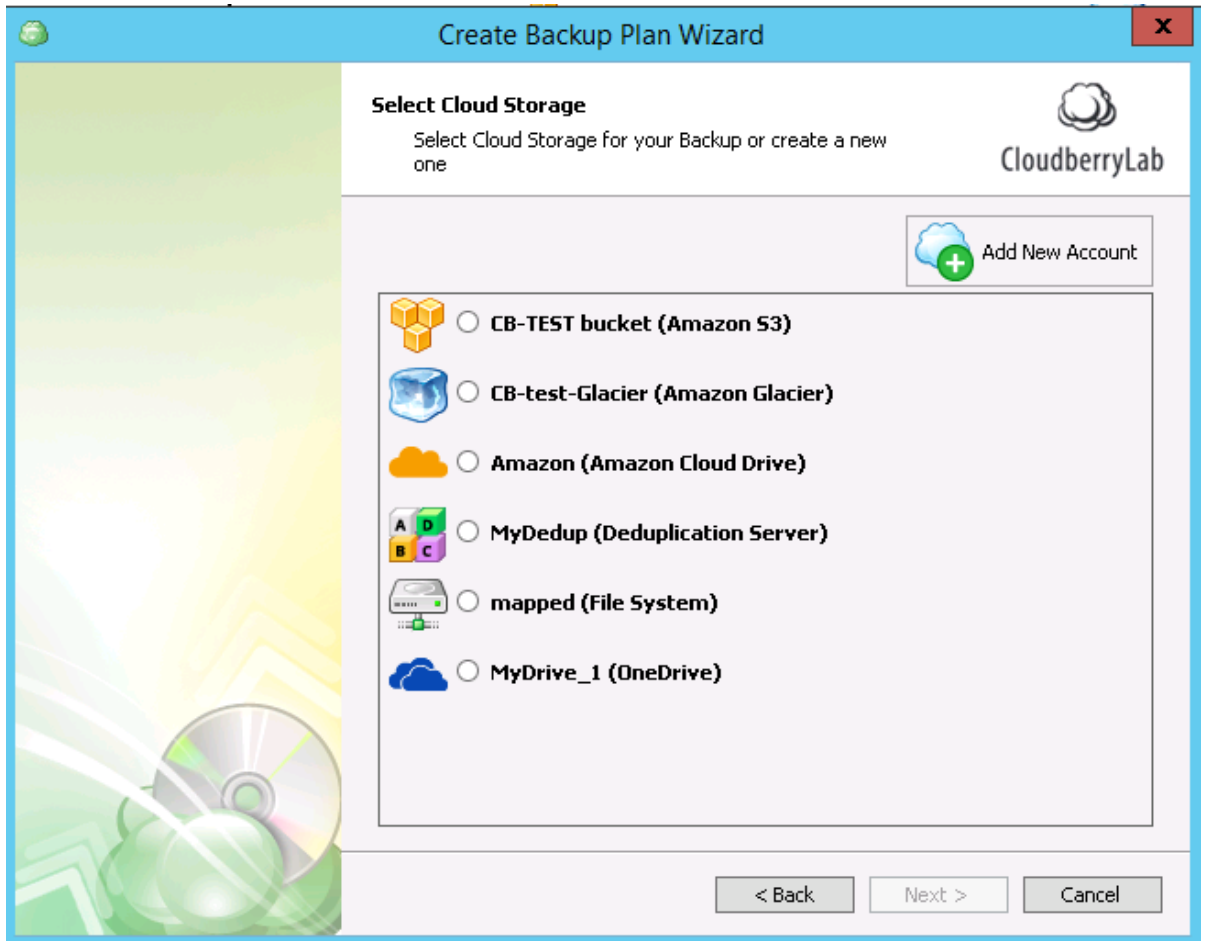 Create Backup Plan Wizard
X
Select Cloud Storage
Select Cloud Storage for your Backup or create a new
one
CloudberryLab
Add New Account
CB-TEST bucket (Amazon S3)
CB-test-Glacier (Amazon Glacier)
Amazon (Amazon Cloud Drive)
A D
B C
MyDedup (Deduplication Server)
mapped (File System)
MyDrive_1 (OneDrive)
< Back
Next >
Cancel